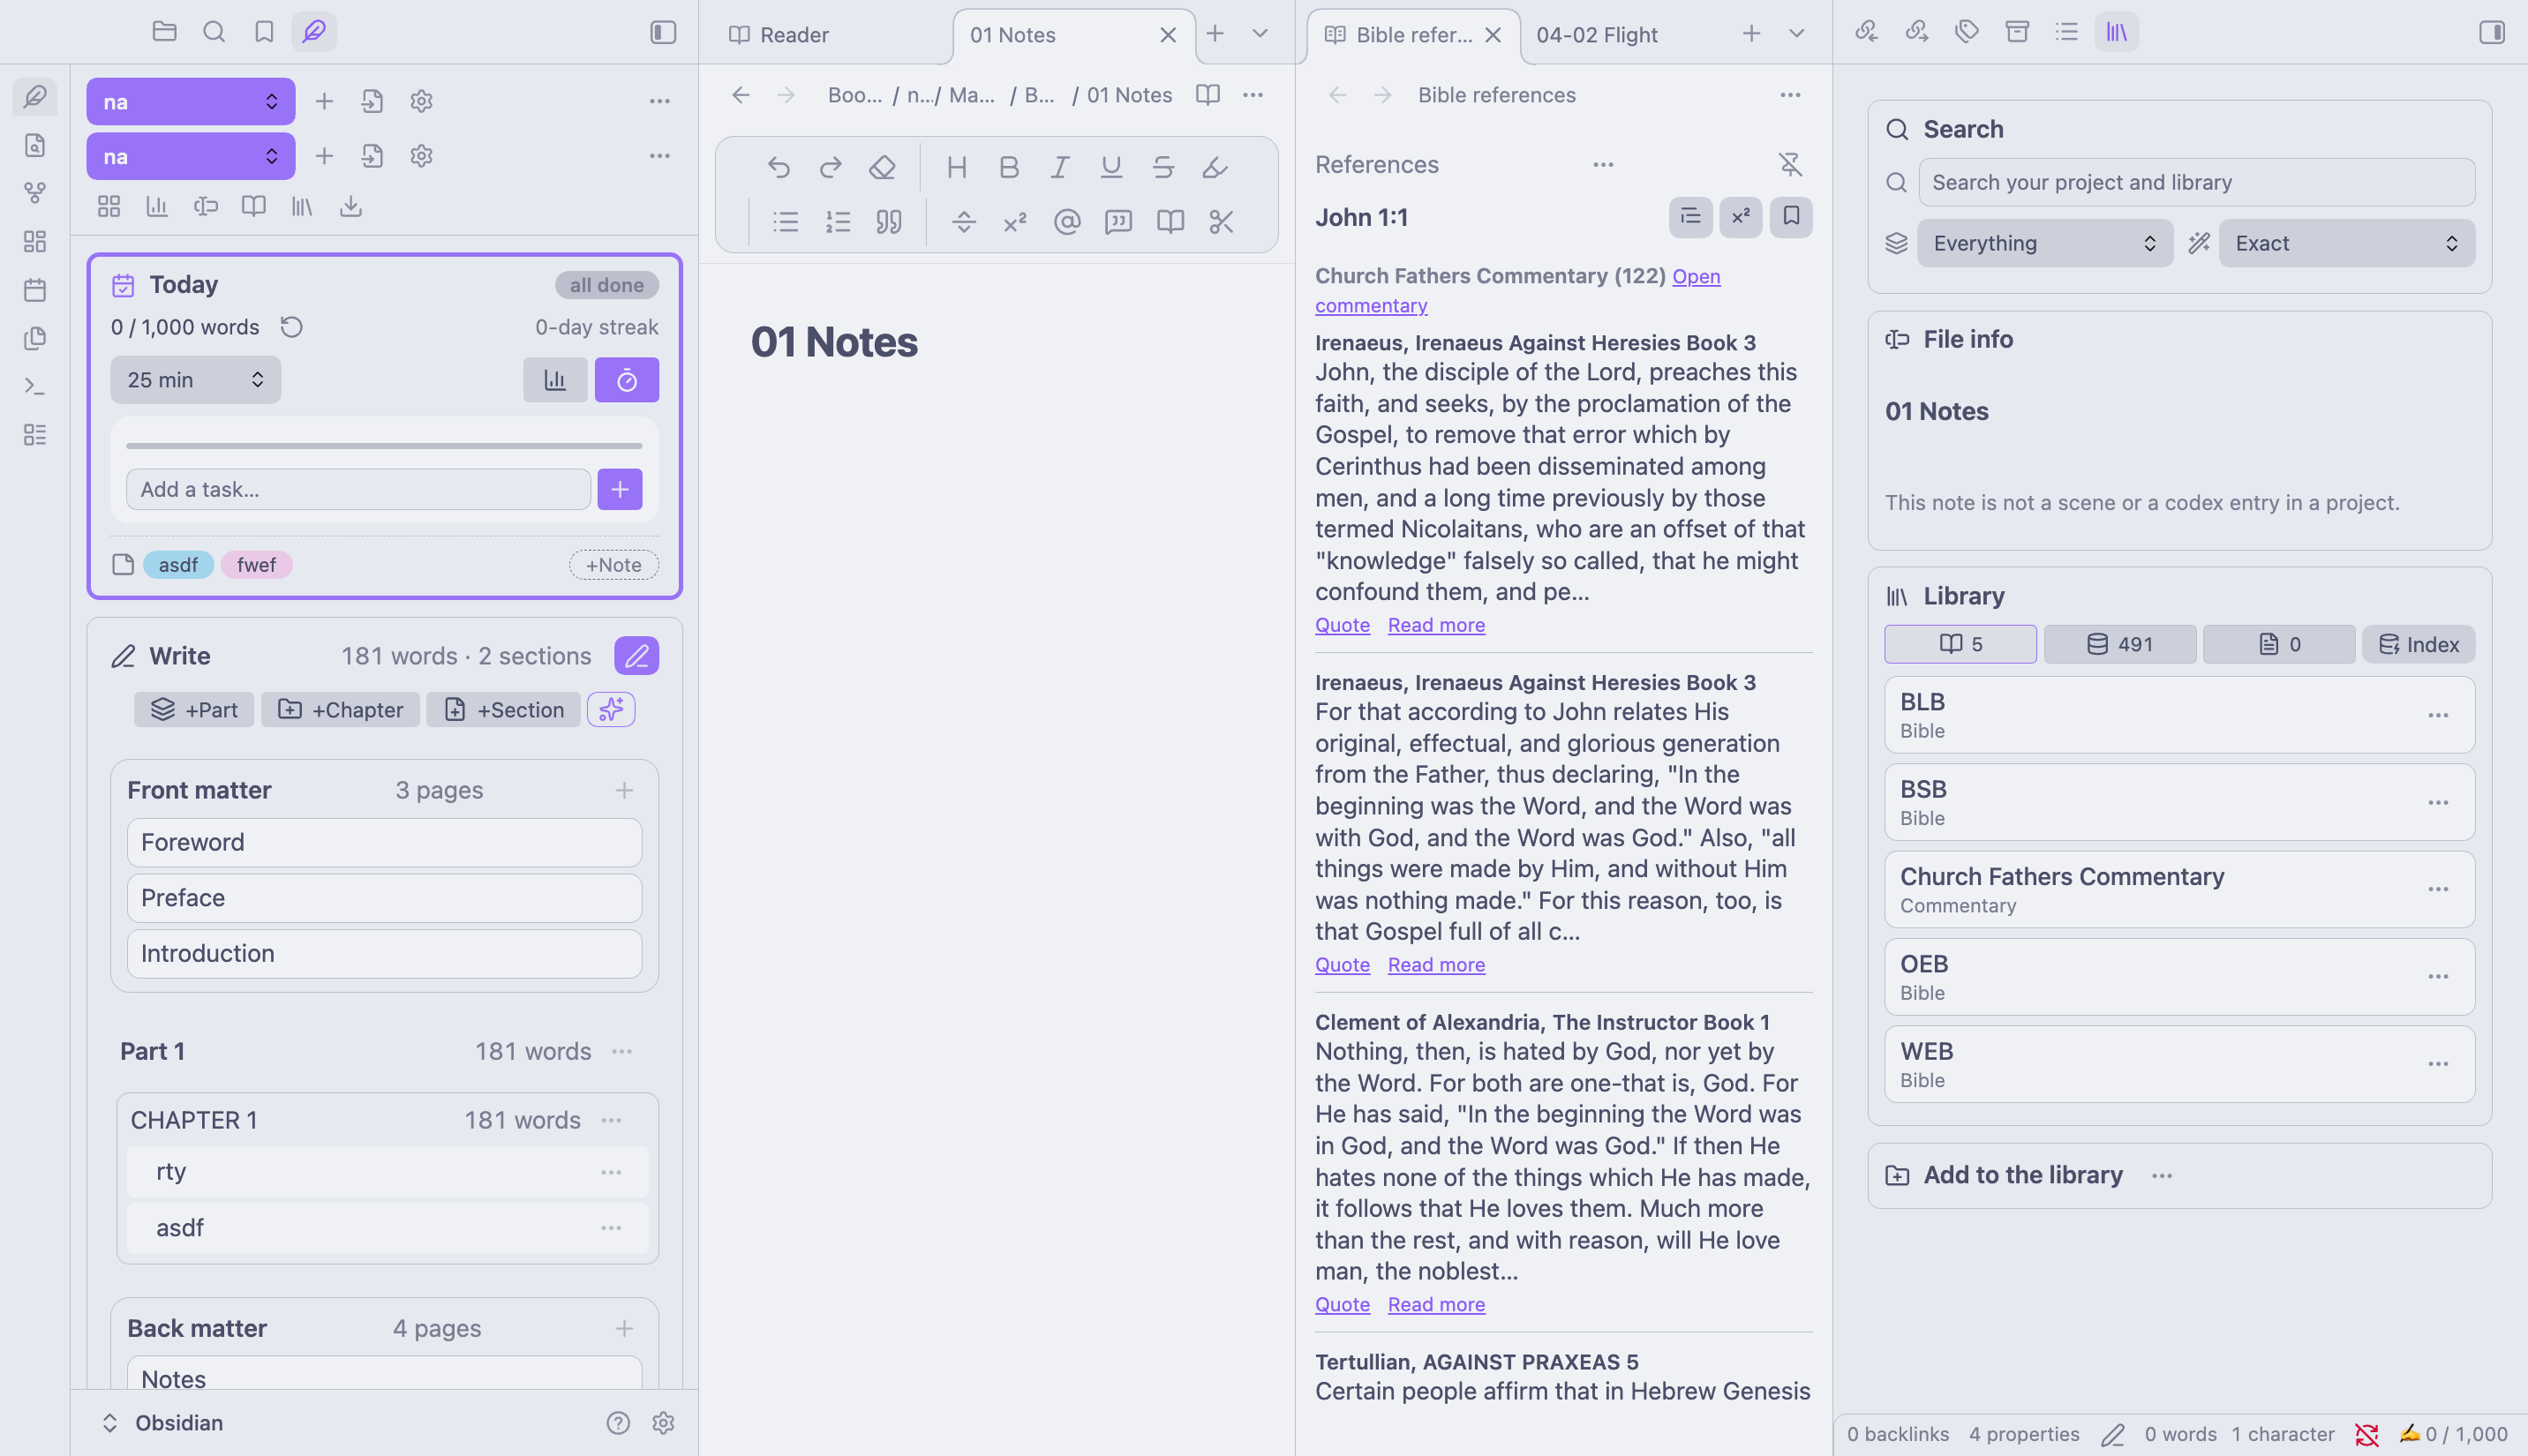 Reader
01 Notes
Bible refer...
04-02 Flight
na
na
Today
all done
0 / 1,000 words
0-day streak
25 min
Add a task...
asdf
fwef
+Note
Write
181 words · 2 sections
+Part
+Chapter
+Section
Front matter
3 pages
Foreword
Preface
Introduction
Part 1
181 words
CHAPTER 1
181 words
rty
asdf
Back matter
4 pages
Notes
Obsidian
Boo... / n.../ Ma... / B... / 01 Notes
H B I U S
x²
01 Notes
Bible references
References
John 1:1
x²
Church Fathers Commentary (122) Open
commentary
Irenaeus, Irenaeus Against Heresies Book 3
John, the disciple of the Lord, preaches this
faith, and seeks, by the proclamation of the
Gospel, to remove that error which by
Cerinthus had been disseminated among
men, and a long time previously by those
termed Nicolaitans, who are an offset of that
"knowledge" falsely so called, that he might
confound them, and pe...
Quote Read more
Irenaeus, Irenaeus Against Heresies Book 3
For that according to John relates His
original, effectual, and glorious generation
from the Father, thus declaring, "In the
beginning was the Word, and the Word was
with God, and the Word was God." Also, "all
things were made by Him, and without Him
was nothing made." For this reason, too, is
that Gospel full of all c...
Quote Read more
Clement of Alexandria, The Instructor Book 1
Nothing, then, is hated by God, nor yet by
the Word. For both are one-that is, God. For
He has said, "In the beginning the Word was
in God, and the Word was God." If then He
hates none of the things which He has made,
it follows that He loves them. Much more
than the rest, and with reason, will He love
man, the noblest...
Quote Read more
Tertullian, AGAINST PRAXEAS 5
Certain people affirm that in Hebrew Genesis
Search
Search your project and library
Everything
Exact
File info
01 Notes
This note is not a scene or a codex entry in a project.
Library
5
491
0
Index
BLB
Bible
BSB
Bible
Church Fathers Commentary
Commentary
OEB
Bible
WEB
Bible
Add to the library
0 backlinks 4 properties 0 words 1 character ✍️ 0 / 1,000